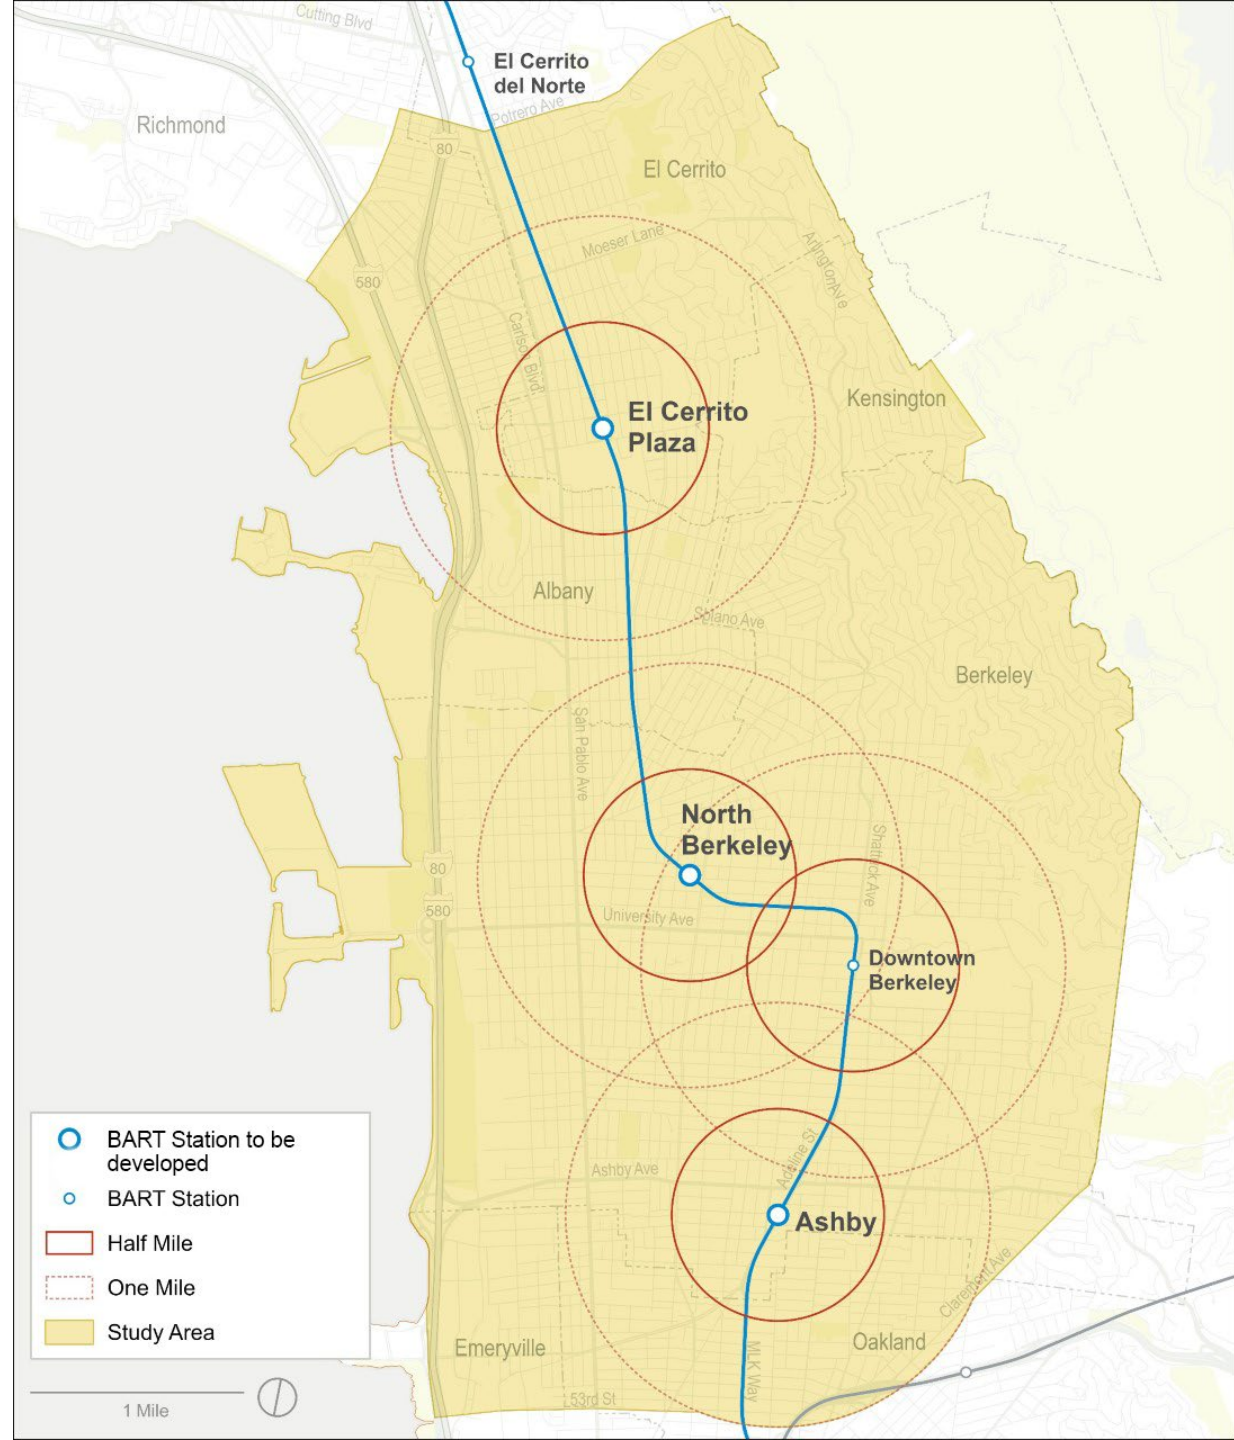 Cutting Blvd
El Cerrito
del Norte
Potrero Ave
Richmond
80
El Cerrito
Moeser Lane
Arlington Ave
580
Carlson Blvd
Kensington
El Cerrito
Plaza
Albany
Solano Ave
Berkeley
San Pablo Ave
North
Berkeley
Shattuck Ave
80
580
University Ave
Downtown
Berkeley
Adeline St
Ashby Ave
Ashby
Claremont Ave
Emeryville
Oakland
MLK Way
53rd St
BART Station to be
developed
BART Station
Half Mile
One Mile
Study Area
1 Mile